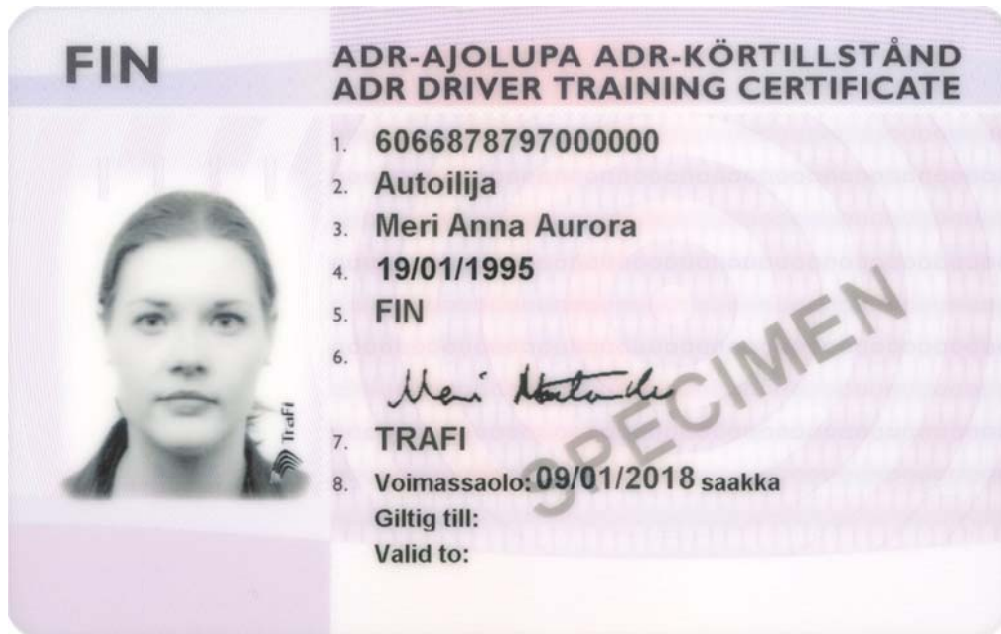 FIN
ADR-AJOLUPA ADR-KÖRTILLSTÅND
ADR DRIVER TRAINING CERTIFICATE
1. 6066878797000000
2. Autoilija
3. Meri Anna Aurora
4. 19/01/1995
5. FIN
6. Meri
7. TRAFI
8. Voimassaolo: 09/01/2018 saakka
Giltig till:
Valid to:
TraFi
SPECIMEN